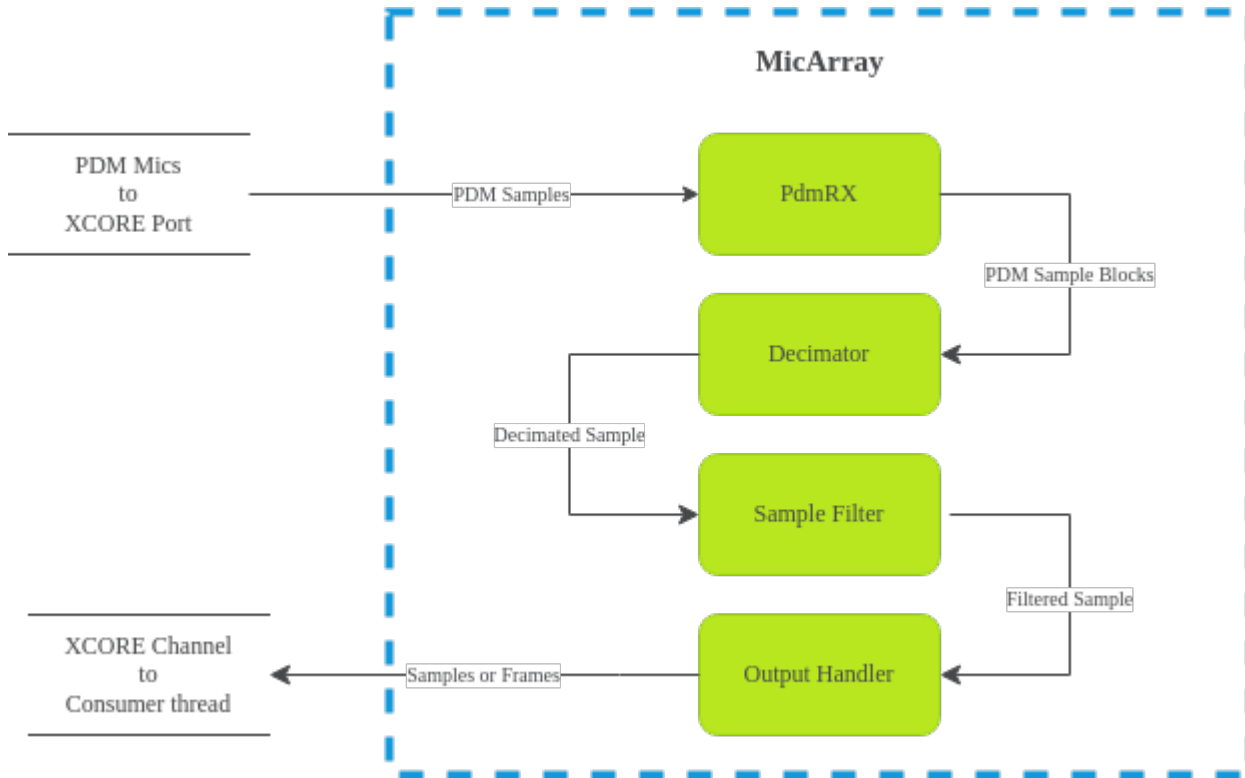 MicArray
PDM Mics
to
XCORE Port
PDM Samples
PdmRX
PDM Sample Blocks
Decimator
Decimated Sample
Sample Filter
Filtered Sample
XCORE Channel
to
Consumer thread
Samples or Frames
Output Handler